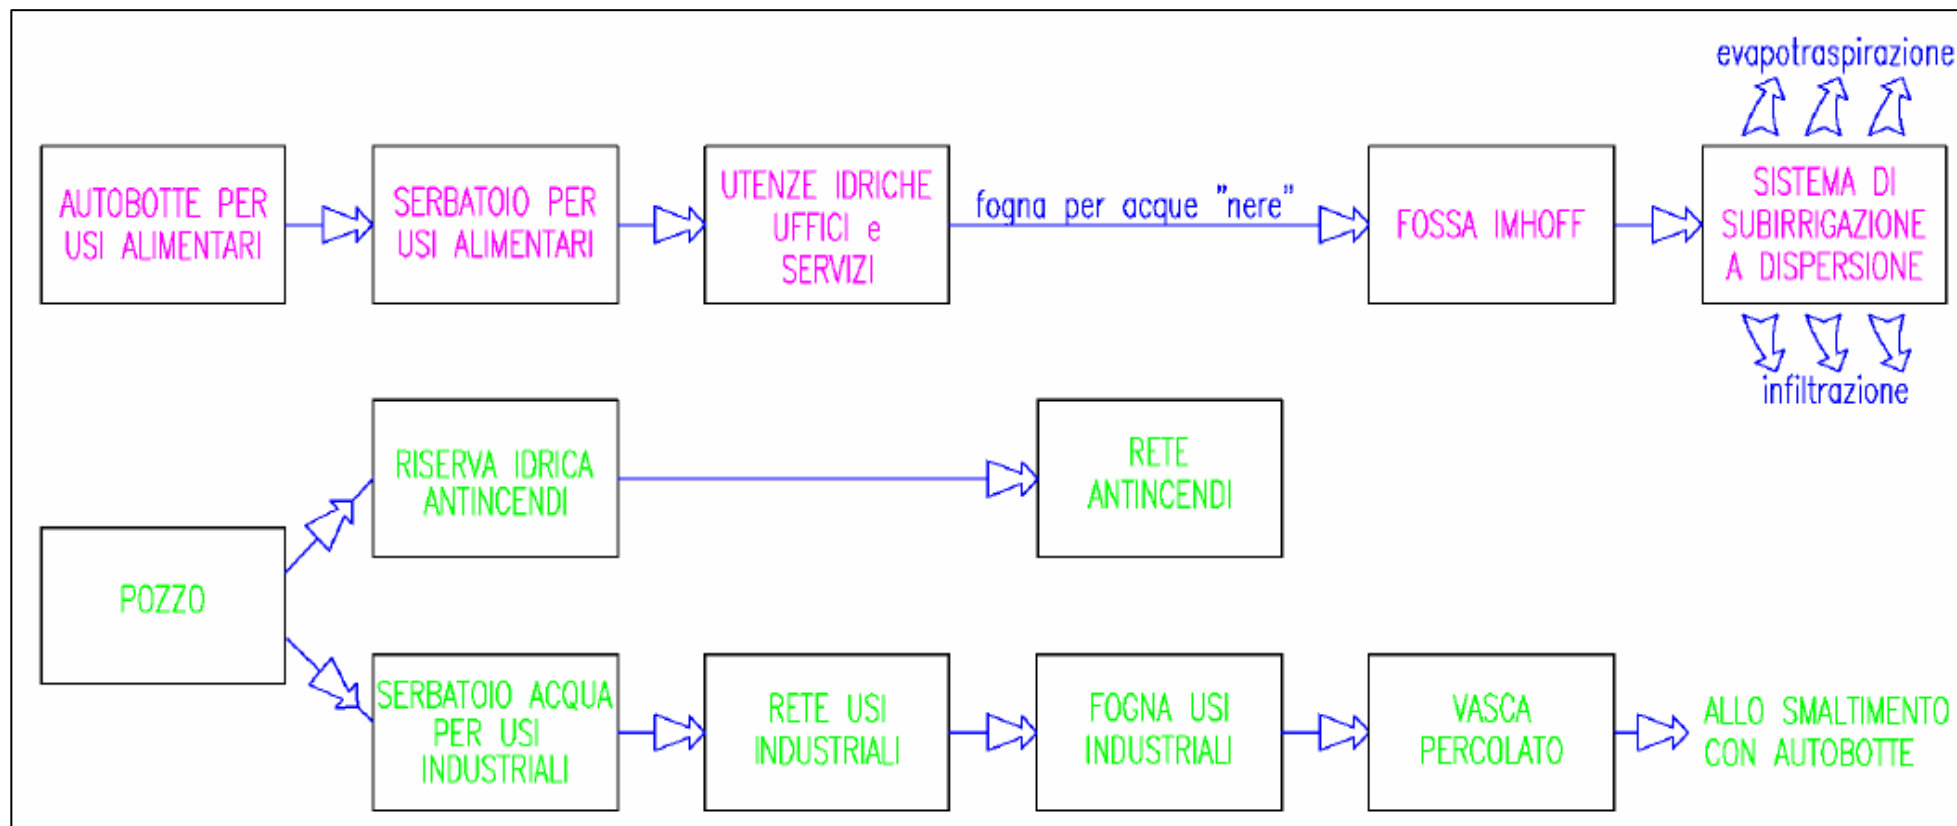 evapotraspirazione
AUTOBOTTE PER
USI ALIMENTARI
SERBATOIO PER
USI ALIMENTARI
UTENZE IDRICHE
UFFICI e
SERVIZI
fogna per acque "nere"
FOSSA IMHOFF
SISTEMA DI
SUBIRRIGAZIONE
A DISPERSIONE
infiltrazione
RISERVA IDRICA
ANTINCENDI
RETE
ANTINCENDI
POZZO
SERBATOIO ACQUA
PER USI
INDUSTRIALI
RETE USI
INDUSTRIALI
FOGNA USI
INDUSTRIALI
VASCA
PERCOLATO
ALLO SMALTIMENTO
CON AUTOBOTTE